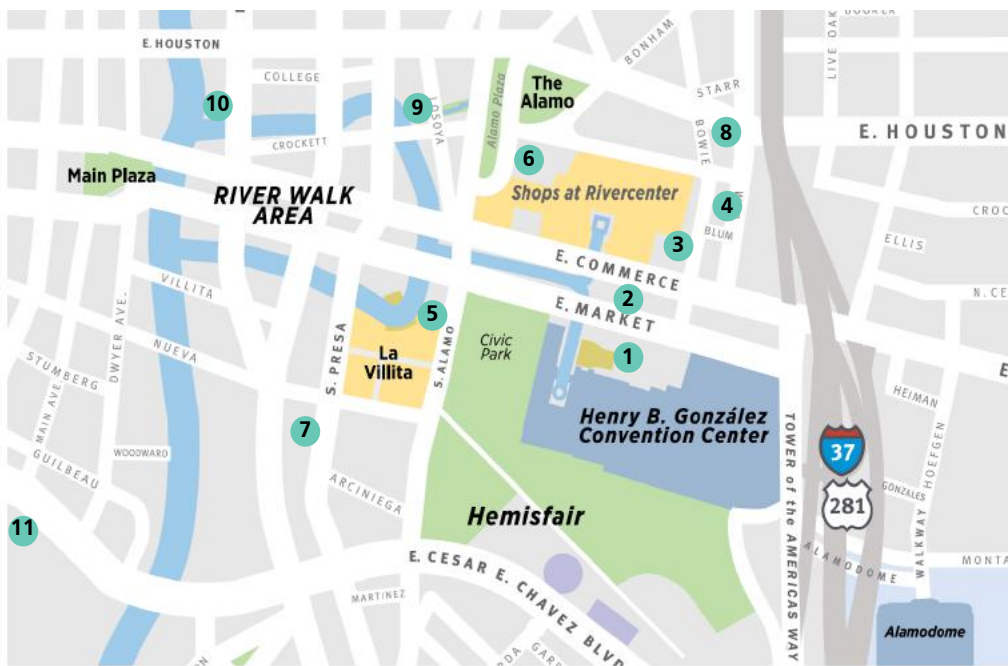 BOOKER
E. HOUSTON
BONHAM
LIVE OAK
COLLEGE
STARR
The
Alamo
Alamo Plaza
10
9
LOSOYA
BOWIE
8
E. HOUSTON
CROCKETT
6
Main Plaza
RIVER WALK
AREA
Shops at Rivercenter
4
CROC
BLUM
3
ELLIS
E. COMMERCE
VILLITA
2
N. CE
E. MARKET
5
DWYER AVE.
NUEVA
S. PRESA
La
Villita
S. ALAMO
Civic
Park
1
STUMBERG
MAIN AVE
E
HEIMAN
Henry B. González
Convention Center
HOEFGEN
7
37
WOODWARD
GUILBEAU
ARCINIEGA
GONZALES
281
11
Hemisfair
TOWER of the AMERICAS WAY
ALAMODOME
WALKWAY
E. CESAR E. CHAVEZ BLVD
MONTA
MARTINEZ
Alamodome